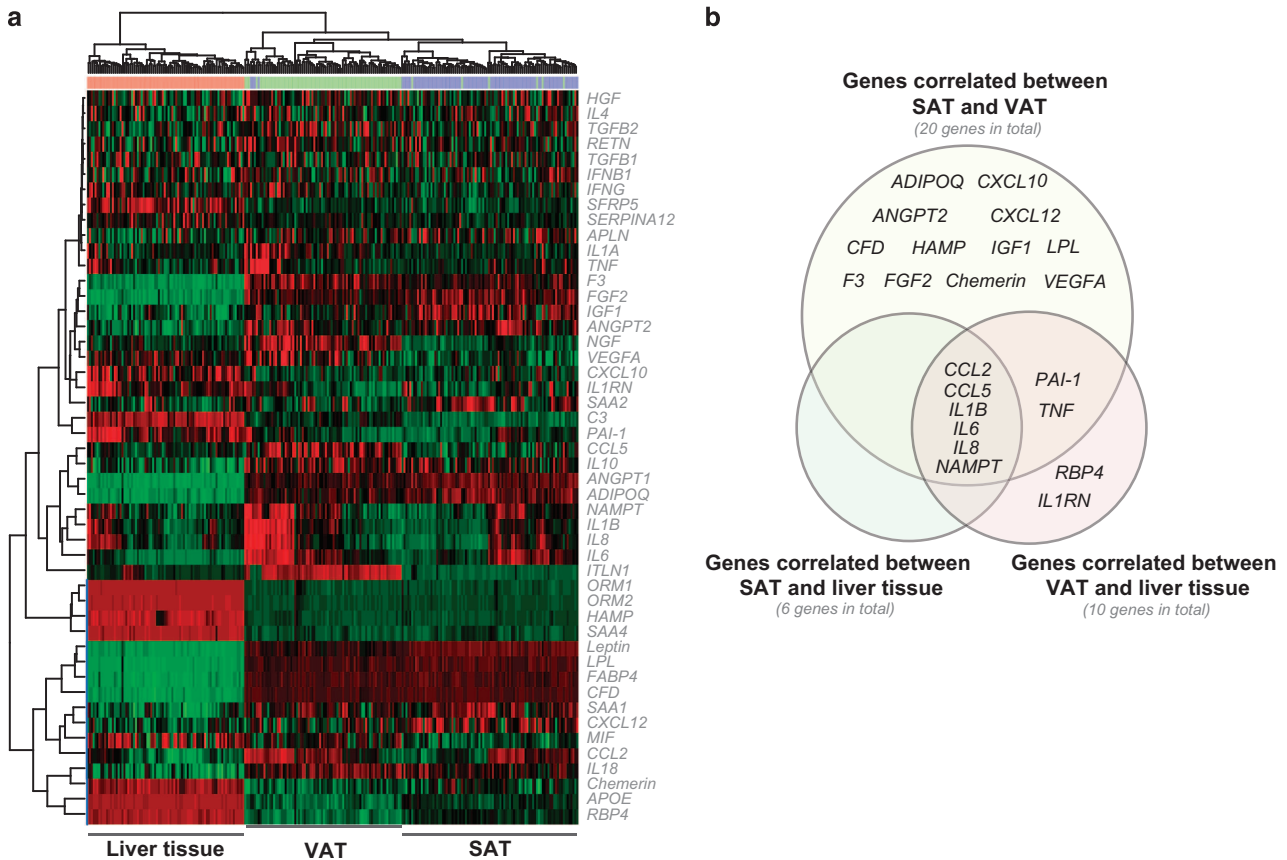 a
HGF
IL4
TGFB2
RETN
TGFB1
IFNB1
IFNG
SFRP5
SERPINA12
APLN
IL1A
TNF
F3
FGF2
IGF1
ANGPT2
NGF
VEGFA
CXCL10
IL1RN
SAA2
C3
PAI-1
CCL5
IL10
ANGPT1
ADIPOQ
NAMPT
IL1B
IL8
IL6
ITLN1
ORM1
ORM2
HAMP
SAA4
Leptin
LPL
FABP4
CFD
SAA1
CXCL12
MIF
CCL2
IL18
Chemerin
APOE
RBP4
Liver tissue VAT SAT
b
Genes correlated between
SAT and VAT
(20 genes in total)
ADIPOQ CXCL10
ANGPT2 CXCL12
CFD HAMP IGF1 LPL
F3 FGF2 Chemerin VEGFA
CCL2
CCL5
IL1B
IL6
IL8
NAMPT
PAI-1
TNF
RBP4
IL1RN
Genes correlated between
SAT and liver tissue
(6 genes in total)
Genes correlated between
VAT and liver tissue
(10 genes in total)